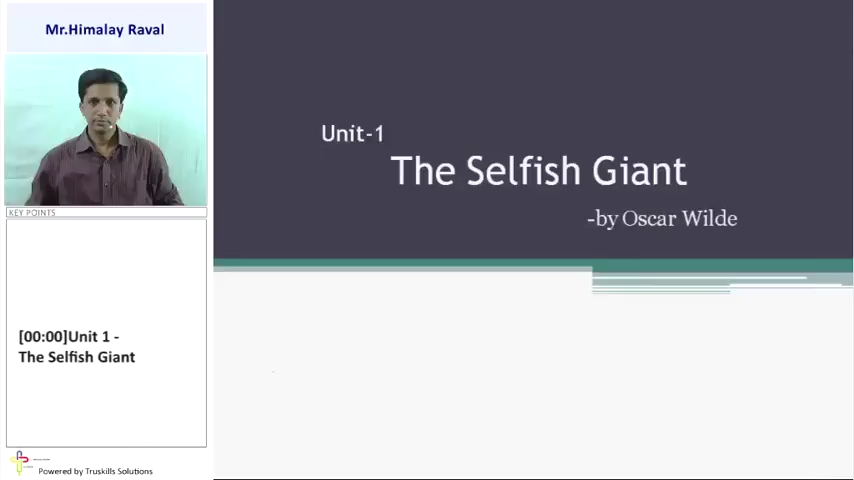 Mr.Himalay Raval
KEY POINTS
[00:00]Unit 1 -
The Selfish Giant
Powered by Truskills Solutions
Unit-1
The Selfish Giant
-by Oscar Wilde